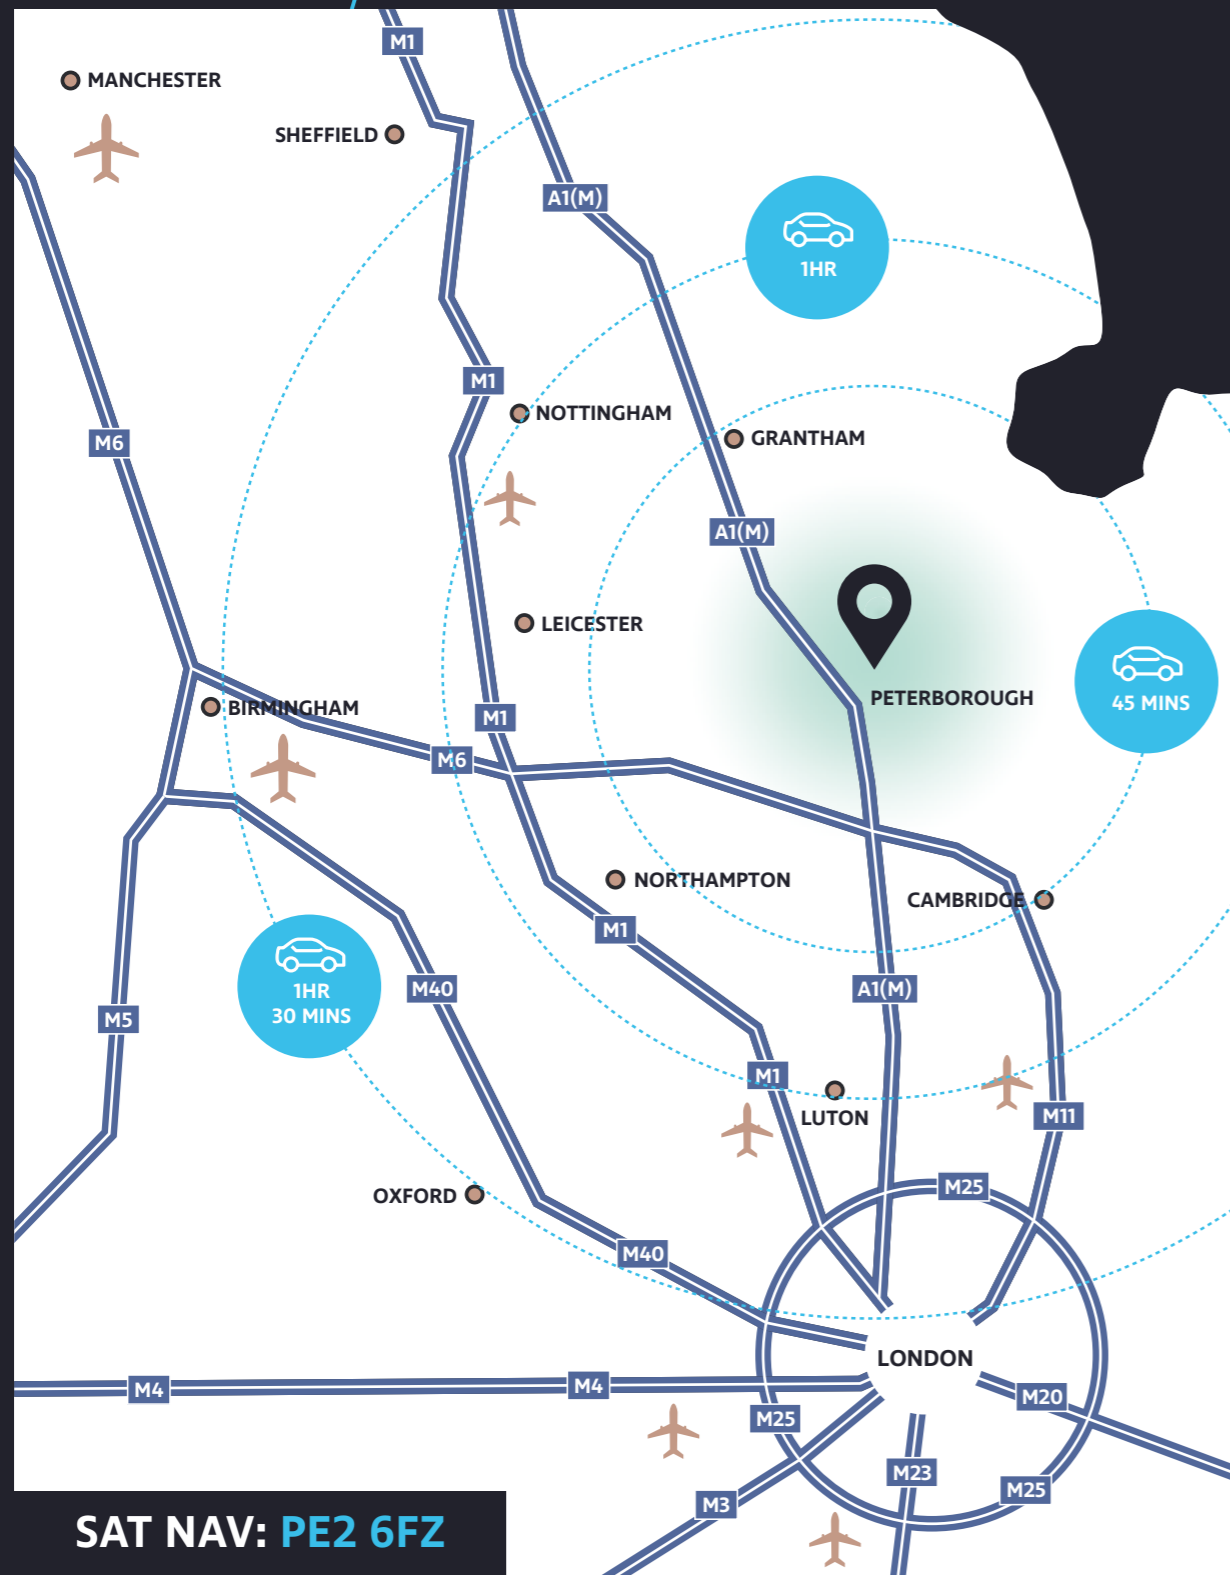 M1
MANCHESTER
SHEFFIELD
A1(M)
1HR
M1
NOTTINGHAM
GRANTHAM
M6
A1(M)
LEICESTER
PETERBOROUGH
45 MINS
BIRMINGHAM
M1
M6
NORTHAMPTON
CAMBRIDGE
M1
1HR
30 MINS
M40
A1(M)
M5
M1
LUTON
M11
OXFORD
M25
M40
LONDON
M4
M4
M20
M25
M23
M25
M3
SAT NAV: PE2 6FZ